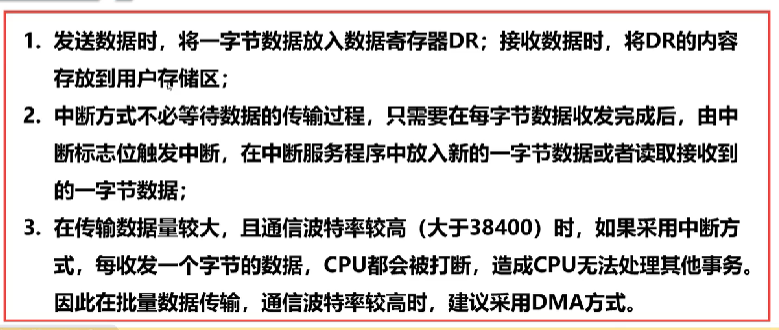 1. 发送数据时，将一字节数据放入数据寄存器DR；接收数据时，将DR的内容
存放到用户存储区；
2. 中断方式不必等待数据的传输过程，只需要在每字节数据收发完成后，由中
断标志位触发中断，在中断服务程序中放入新的一字节数据或者读取接收到
的一字节数据；
3. 在传输数据量较大，且通信波特率较高（大于38400）时，如果采用中断方
式，每收发一个字节的数据，CPU都会被打断，造成CPU无法处理其他事务。
因此在批量数据传输，通信波特率较高时，建议采用DMA方式。